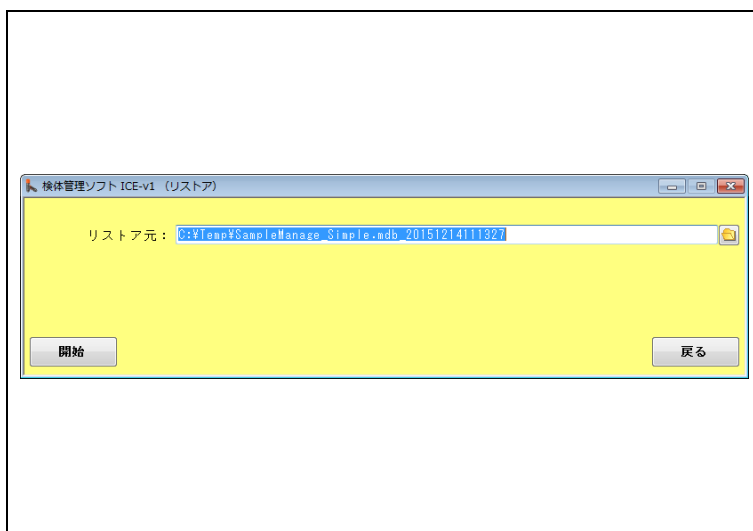 検体管理ソフト ICE-v1 （リストア）
リストア元： C:¥Temp¥SampleManage_Simple.mdb_20151214111327
開始
戻る